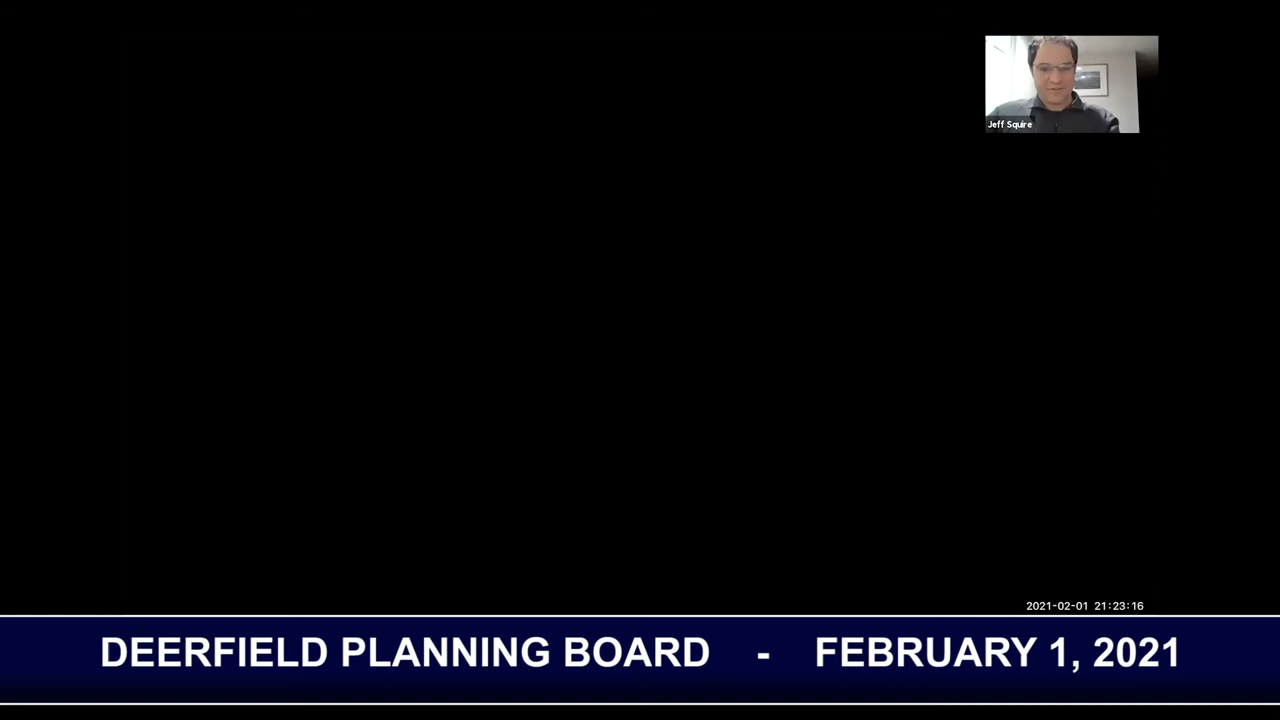 Jeff Squire
2021-02-01 21:23:16
DEERFIELD PLANNING BOARD - FEBRUARY 1, 2021